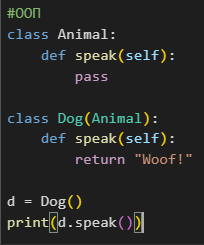 #ООП
class Animal:
    def speak(self):
        pass

class Dog(Animal):
    def speak(self):
        return "Woof!"

d = Dog()
print(d.speak())